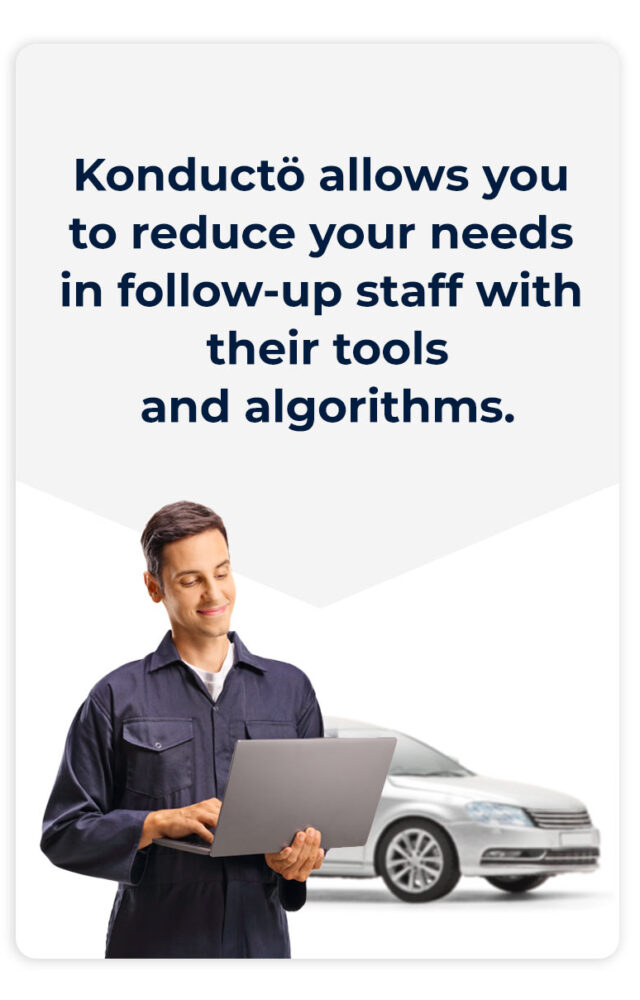 Konductö allows you
to reduce your needs
in follow-up staff with
their tools
and algorithms.